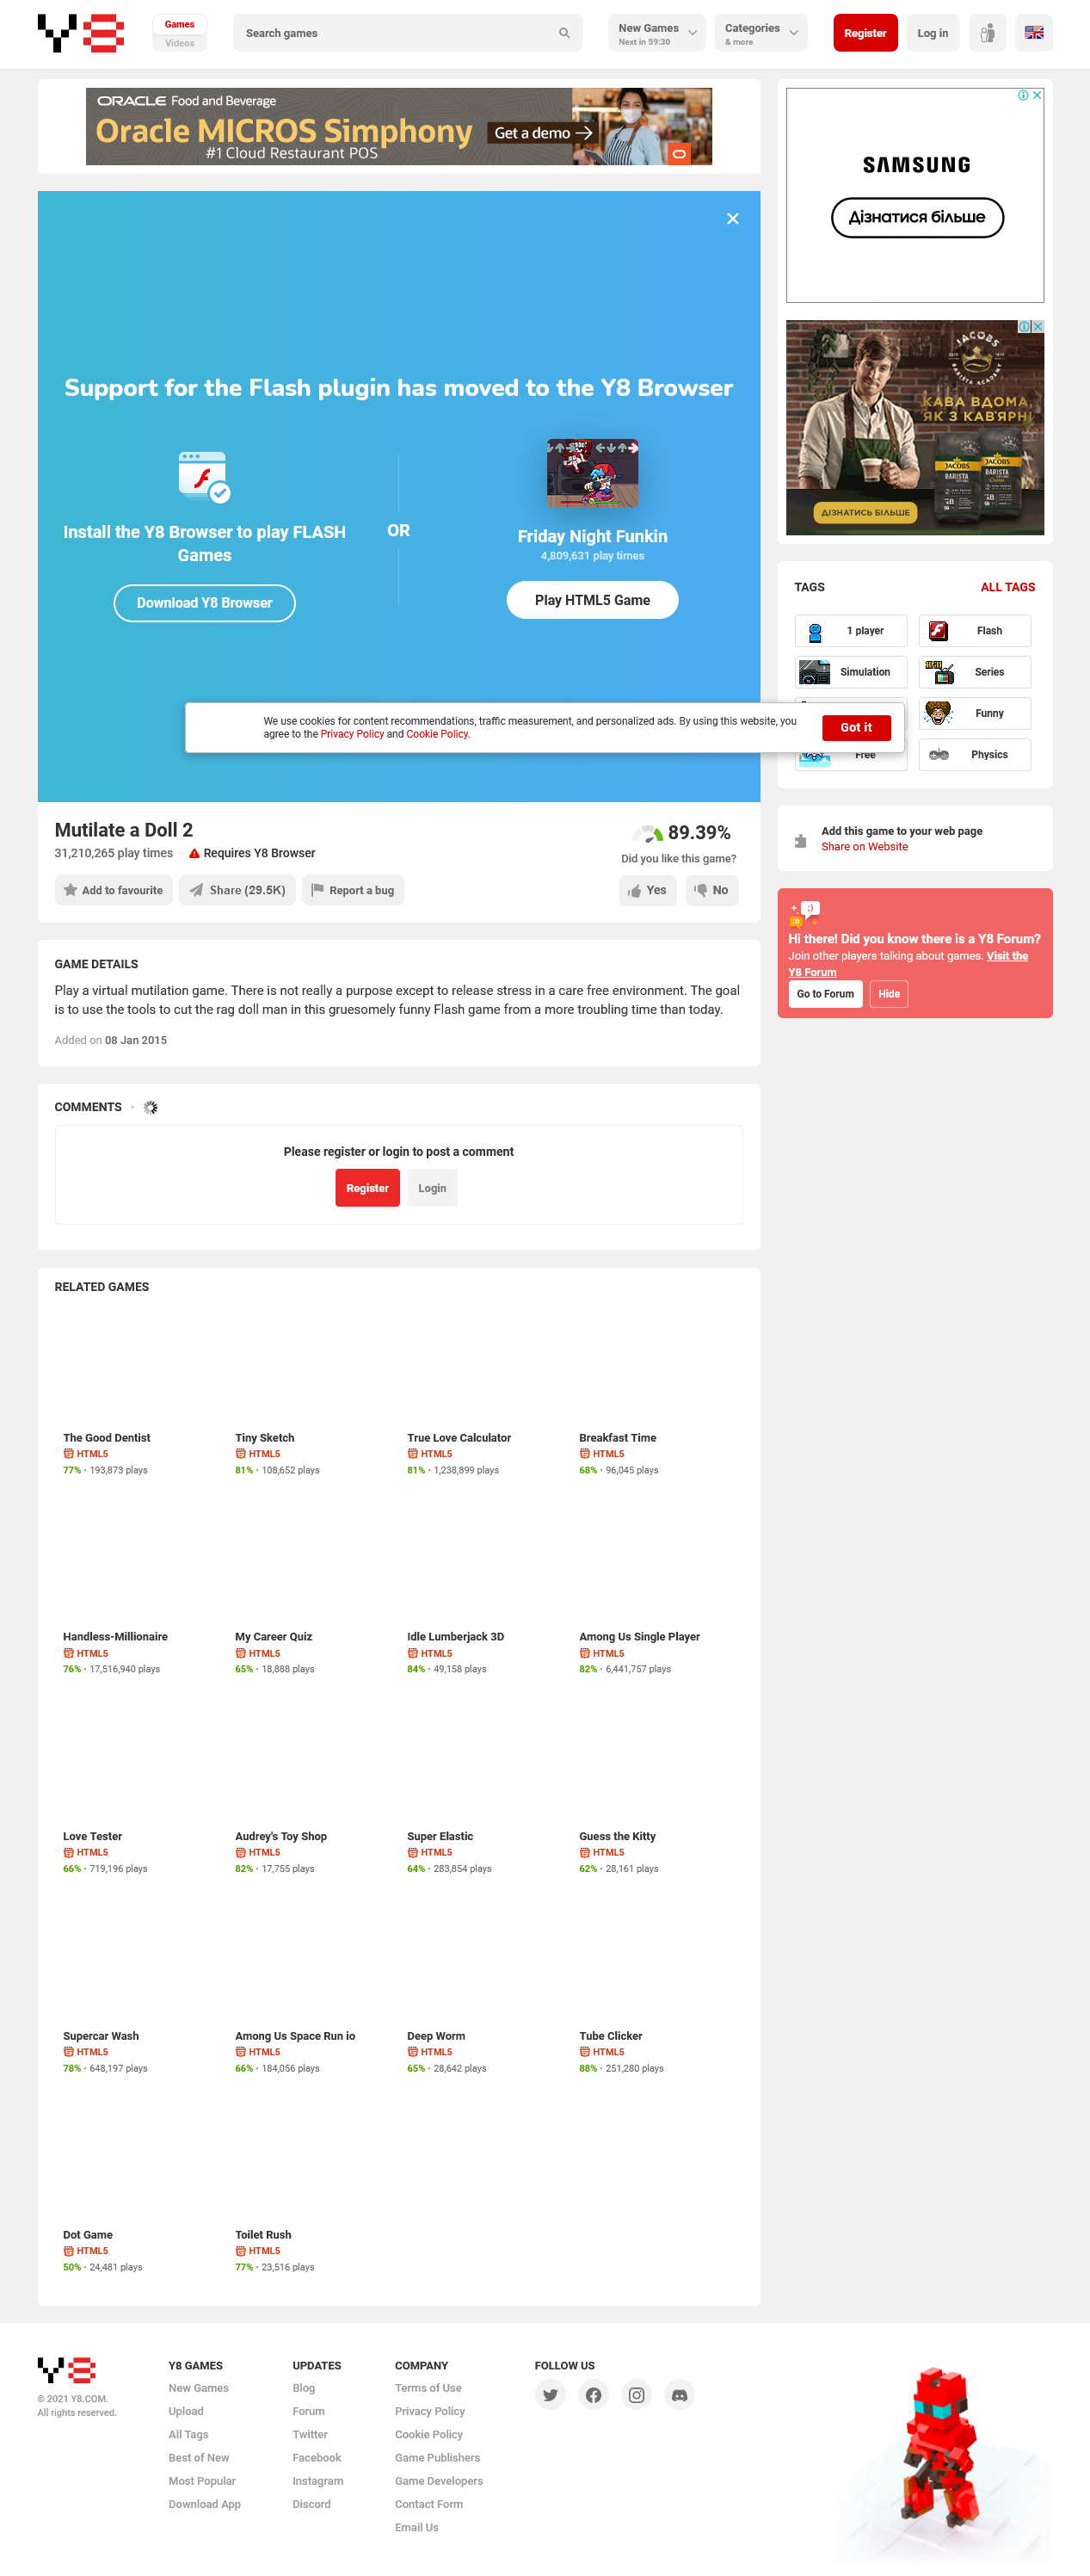 Y8
Games
Videos
Search games
New Games
Next in 59:30
Categories
& more
Register
Log in
ORACLE Food and Beverage
Oracle MICROS Simphony
#1 Cloud Restaurant POS
Get a demo
SAMSUNG
Дізнатися більше
JACOBS
КАВА ВДОМА,
ЯК З КАВ'ЯРНІ
JACOBS
JACOBS
BARISTA
BARISTA
ДІЗНАТИСЬ БІЛЬШЕ
Support for the Flash plugin has moved to the Y8 Browser
Install the Y8 Browser to play FLASH
Games
Download Y8 Browser
OR
Friday Night Funkin
4,809,631 play times
Play HTML5 Game
TAGS
ALL TAGS
1 player
Flash
Simulation
Series
Funny
Free
Physics
We use cookies for content recommendations, traffic measurement, and personalized ads. By using this website, you
agree to the Privacy Policy and Cookie Policy.
Got it
Mutilate a Doll 2
31,210,265 play times · Requires Y8 Browser
Add to favourite
Share (29.5K)
Report a bug
89.39%
Did you like this game?
Yes
No
Add this game to your web page
Share on Website
Hi there! Did you know there is a Y8 Forum?
Join other players talking about games. Visit the
Y8 Forum
Go to Forum
Hide
GAME DETAILS
Play a virtual mutilation game. There is not really a purpose except to release stress in a care free environment. The goal
is to use the tools to cut the rag doll man in this gruesomely funny Flash game from a more troubling time than today.
Added on 08 Jan 2015
COMMENTS ·
Please register or login to post a comment
Register
Login
RELATED GAMES
The Good Dentist
HTML5
77% · 193,873 plays
Tiny Sketch
HTML5
81% · 108,652 plays
True Love Calculator
HTML5
81% · 1,238,899 plays
Breakfast Time
HTML5
68% · 96,045 plays
Handless-Millionaire
HTML5
76% · 17,516,940 plays
My Career Quiz
HTML5
65% · 18,888 plays
Idle Lumberjack 3D
HTML5
84% · 49,158 plays
Among Us Single Player
HTML5
82% · 6,441,757 plays
Love Tester
HTML5
66% · 719,196 plays
Audrey's Toy Shop
HTML5
82% · 17,755 plays
Super Elastic
HTML5
64% · 283,854 plays
Guess the Kitty
HTML5
62% · 28,161 plays
Supercar Wash
HTML5
78% · 648,197 plays
Among Us Space Run io
HTML5
66% · 184,056 plays
Deep Worm
HTML5
65% · 28,642 plays
Tube Clicker
HTML5
88% · 251,280 plays
Dot Game
HTML5
50% · 24,481 plays
Toilet Rush
HTML5
77% · 23,516 plays
Y8
© 2021 Y8.COM.
All rights reserved.
Y8 GAMES
New Games
Upload
All Tags
Best of New
Most Popular
Download App
UPDATES
Blog
Forum
Twitter
Facebook
Instagram
Discord
COMPANY
Terms of Use
Privacy Policy
Cookie Policy
Game Publishers
Game Developers
Contact Form
Email Us
FOLLOW US